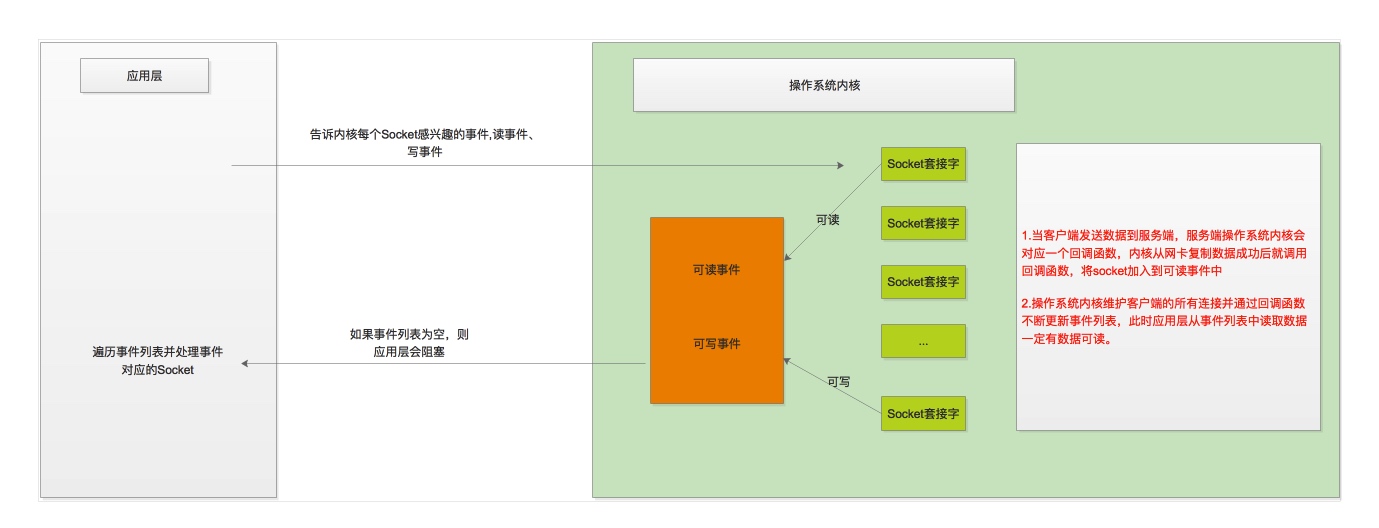 应用层
操作系统内核
告诉内核每个Socket感兴趣的事件,读事件、
写事件
Socket套接字
可读
Socket套接字
可读事件
Socket套接字
可写事件
...
如果事件列表为空，则
应用层会阻塞
遍历事件列表并处理事件
对应的Socket
可写
Socket套接字
1.当客户端发送数据到服务端，服务端操作系统内核会
对应一个回调函数，内核从网卡复制数据成功后就调用
回调函数，将socket加入到可读事件中
2.操作系统内核维护客户端的所有连接并通过回调函数
不断更新事件列表，此时应用层从事件列表中读取数据
一定有数据可读。